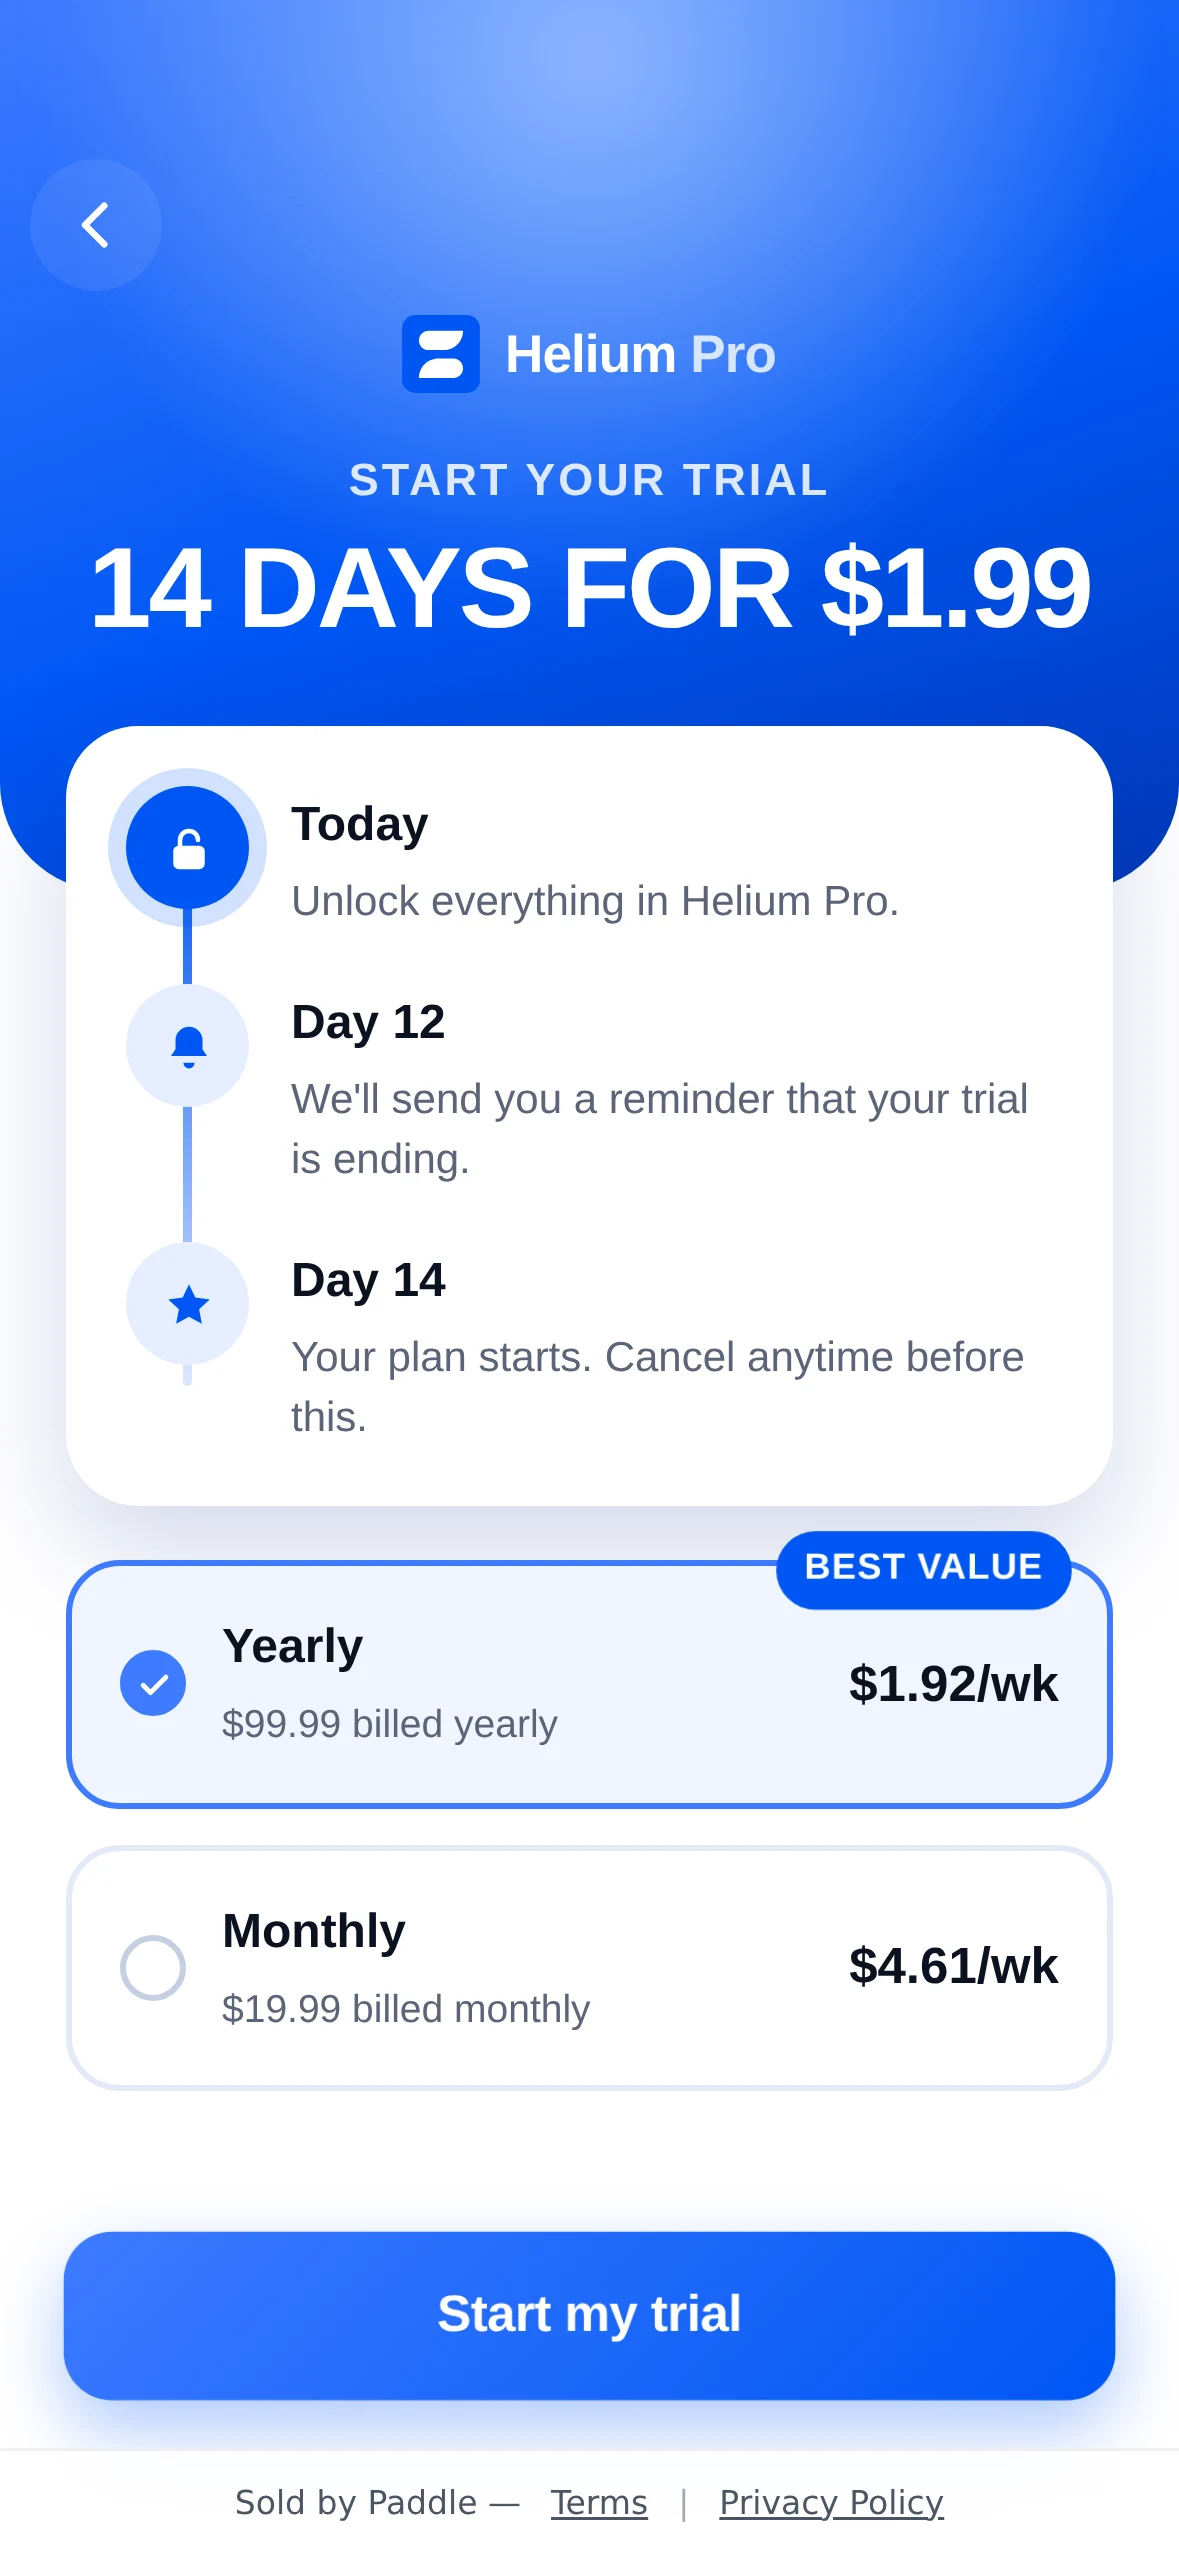 Helium Pro
START YOUR TRIAL
14 DAYS FOR $1.99
Today
Unlock everything in Helium Pro.
Day 12
We'll send you a reminder that your trial
is ending.
Day 14
Your plan starts. Cancel anytime before
this.
BEST VALUE
Yearly
$99.99 billed yearly
$1.92/wk
Monthly
$19.99 billed monthly
$4.61/wk
Start my trial
Sold by Paddle — Terms | Privacy Policy